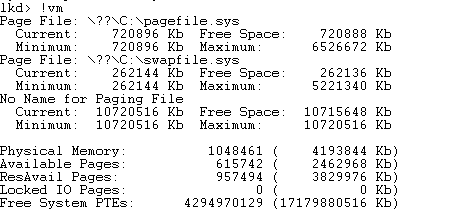 lkd> !vm
Page File: \??\C:\pagefile.sys
Current: 720896 Kb Free Space: 720888 Kb
Minimum: 720896 Kb Maximum: 6526672 Kb
Page File: \??\C:\swapfile.sys
Current: 262144 Kb Free Space: 262136 Kb
Minimum: 262144 Kb Maximum: 5221340 Kb
No Name for Paging File
Current: 10720516 Kb Free Space: 10715648 Kb
Minimum: 10720516 Kb Maximum: 10720516 Kb
Physical Memory: 1048461 ( 4193844 Kb)
Available Pages: 615742 ( 2462968 Kb)
ResAvail Pages: 957494 ( 3829976 Kb)
Locked IO Pages: 0 ( 0 Kb)
Free System PTEs: 4294970129 (17179880516 Kb)